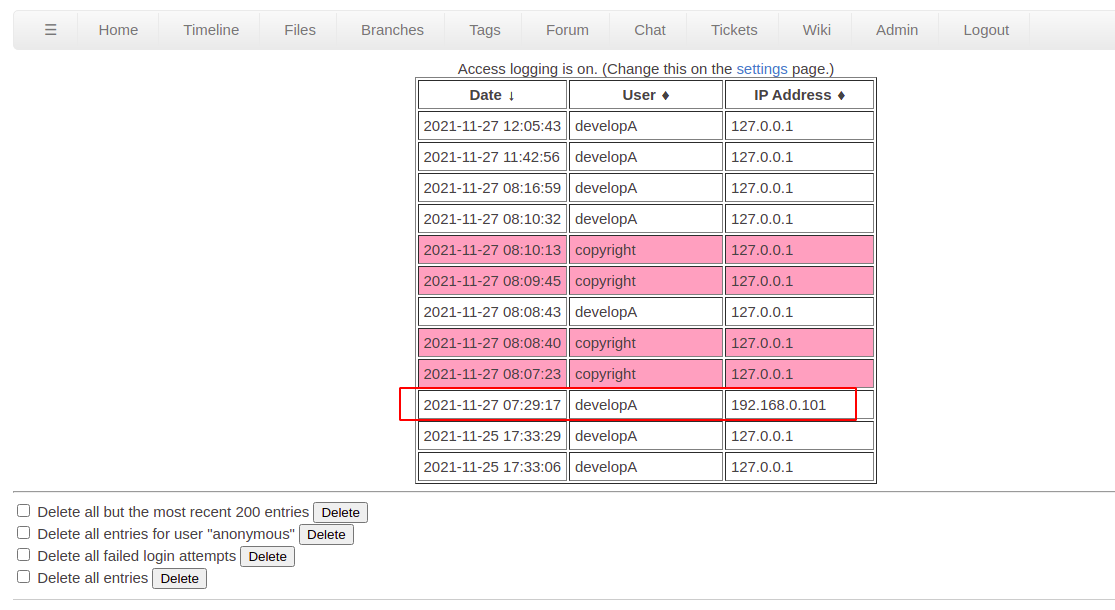 ☰ Home Timeline Files Branches Tags Forum Chat Tickets Wiki Admin Logout
Access logging is on. (Change this on the settings page.)
Date ↓ User ♦ IP Address ♦
2021-11-27 12:05:43 developA 127.0.0.1
2021-11-27 11:42:56 developA 127.0.0.1
2021-11-27 08:16:59 developA 127.0.0.1
2021-11-27 08:10:32 developA 127.0.0.1
2021-11-27 08:10:13 copyright 127.0.0.1
2021-11-27 08:09:45 copyright 127.0.0.1
2021-11-27 08:08:43 developA 127.0.0.1
2021-11-27 08:08:40 copyright 127.0.0.1
2021-11-27 08:07:23 copyright 127.0.0.1
2021-11-27 07:29:17 developA 192.168.0.101
2021-11-25 17:33:29 developA 127.0.0.1
2021-11-25 17:33:06 developA 127.0.0.1
Delete all but the most recent 200 entries Delete
Delete all entries for user "anonymous" Delete
Delete all failed login attempts Delete
Delete all entries Delete